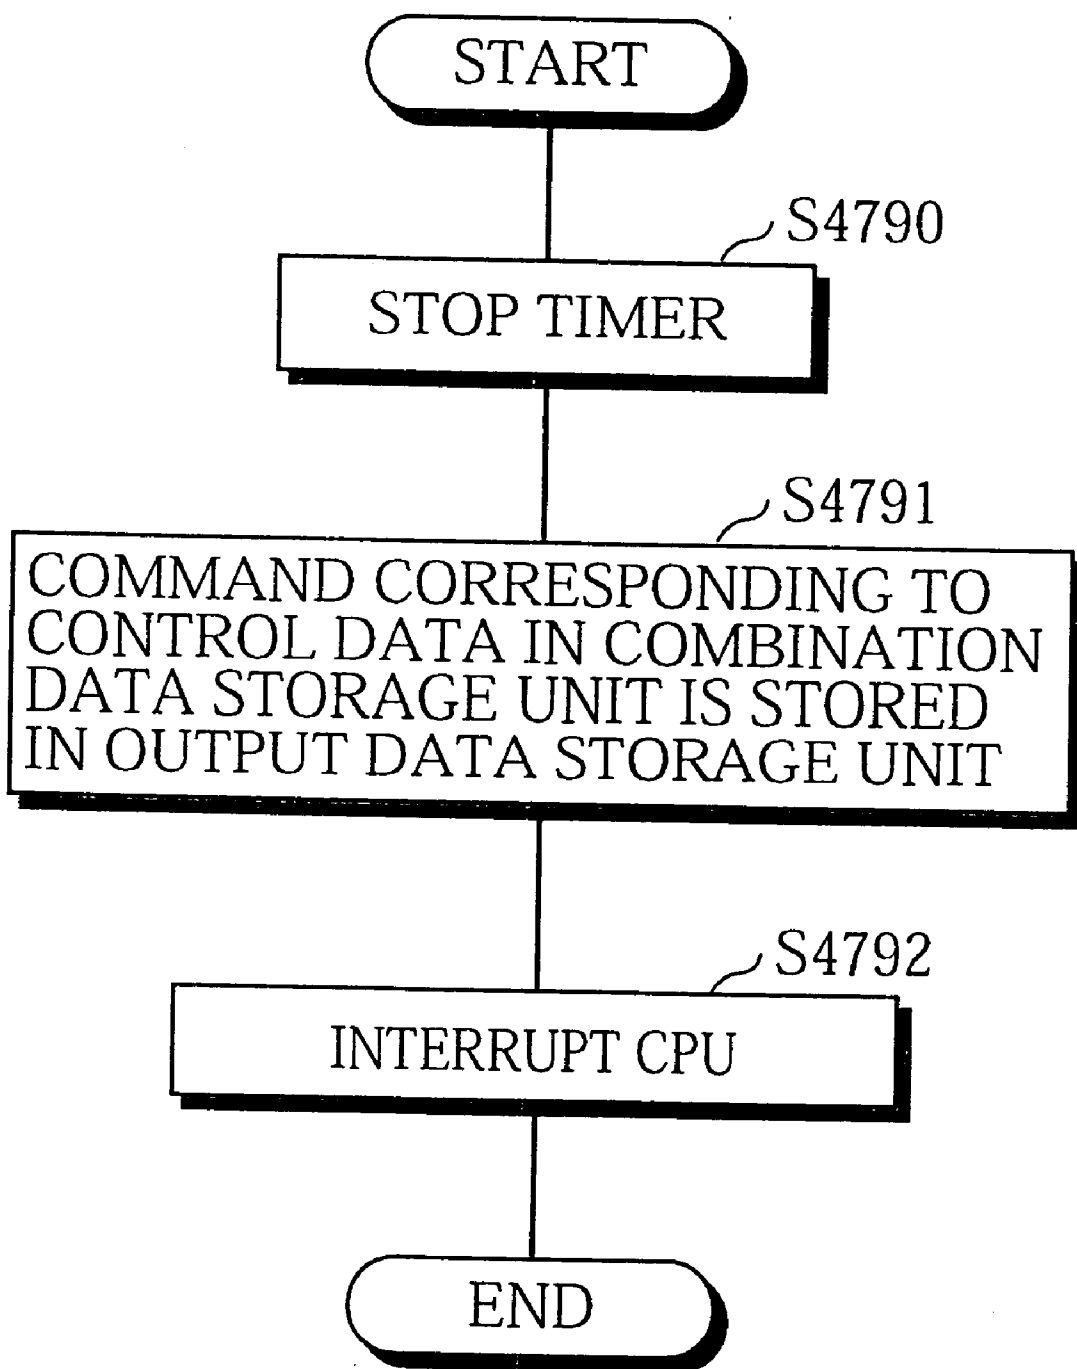 START
S4790
STOP TIMER
S4791
COMMAND CORRESPONDING TO
CONTROL DATA IN COMBINATION
DATA STORAGE UNIT IS STORED
IN OUTPUT DATA STORAGE UNIT
S4792
INTERRUPT CPU
END